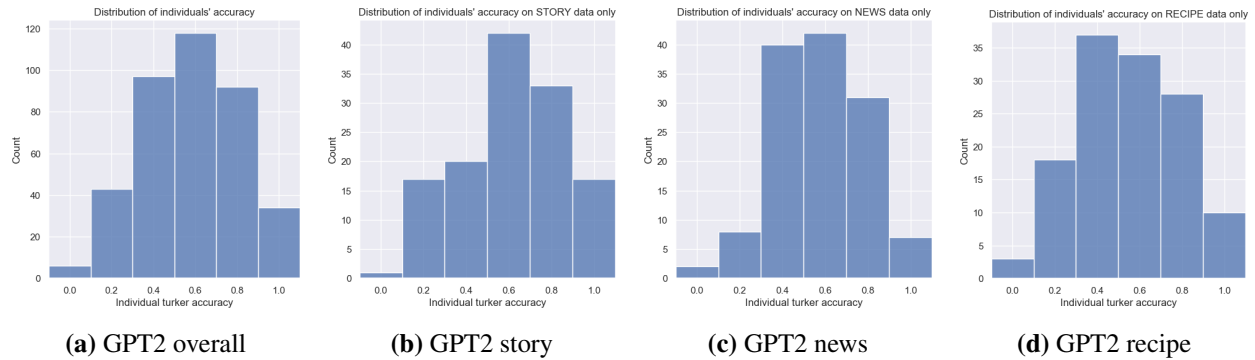 Distribution of individuals' accuracy
120
100
80
60
40
20
0
Count
0.0 0.2 0.4 0.6 0.8 1.0
Individual turker accuracy
(a) GPT2 overall
Distribution of individuals' accuracy on STORY data only
40
35
30
25
20
15
10
5
0
Count
0.0 0.2 0.4 0.6 0.8 1.0
Individual turker accuracy
(b) GPT2 story
Distribution of individuals' accuracy on NEWS data only
40
35
30
25
20
15
10
5
0
Count
0.0 0.2 0.4 0.6 0.8 1.0
Individual turker accuracy
(c) GPT2 news
Distribution of individuals' accuracy on RECIPE data only
35
30
25
20
15
10
5
0
Count
0.0 0.2 0.4 0.6 0.8 1.0
Individual turker accuracy
(d) GPT2 recipe